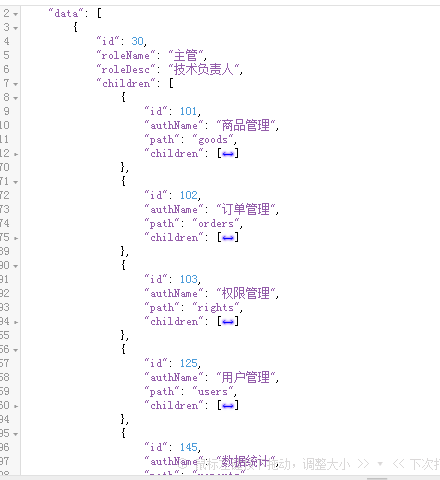 2 "data": [
3 {
4 "id": 30,
5 "roleName": "主管",
6 "roleDesc": "技术负责人",
7 "children": [
8 {
9 "id": 101,
10 "authName": "商品管理",
11 "path": "goods",
12 "children": [↔]
70 },
71 {
72 "id": 102,
73 "authName": "订单管理",
74 "path": "orders",
75 "children": [↔]
89 },
90 {
91 "id": 103,
92 "authName": "权限管理",
93 "path": "rights",
94 "children": [↔]
55 },
56 {
57 "id": 125,
58 "authName": "用户管理",
59 "path": "users",
60 "children": [↔]
94 },
95 {
96 "id": 145,
97 "authName": "数据统计",
拖动，调整大小 >> << 下次